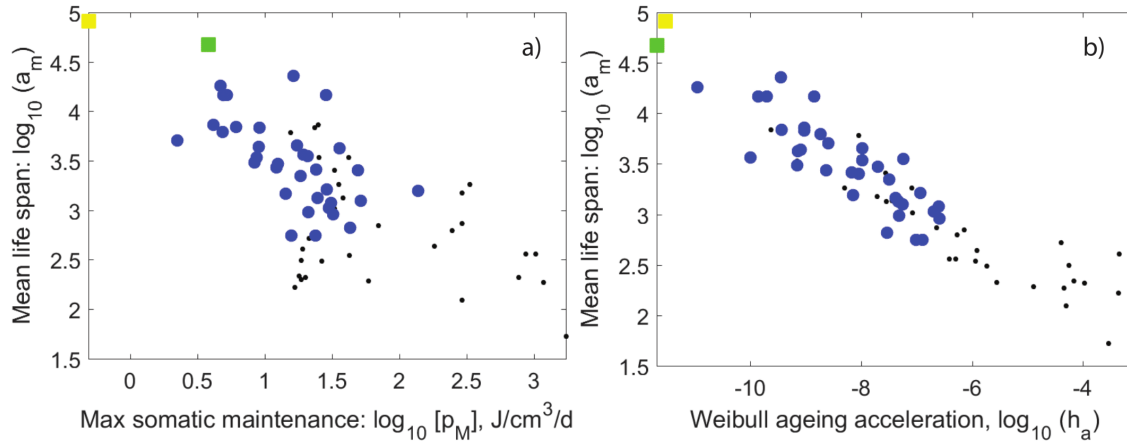 a)
5
4.5
4
3.5
3
2.5
2
1.5
Mean life span: log10 (am)
0 0.5 1 1.5 2 2.5 3
Max somatic maintenance: log10 [pM], J/cm3/d
b)
5
4.5
4
3.5
3
2.5
2
1.5
Mean life span: log10 (am)
-10 -8 -6 -4
Weibull ageing acceleration, log10 (ha)